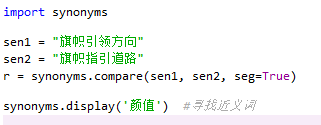 import synonyms
sen1 = "旗帜引领方向"
sen2 = "旗帜指引道路"
r = synonyms.compare(sen1, sen2, seg=True)
synonyms.display('颜值')  #寻找近义词